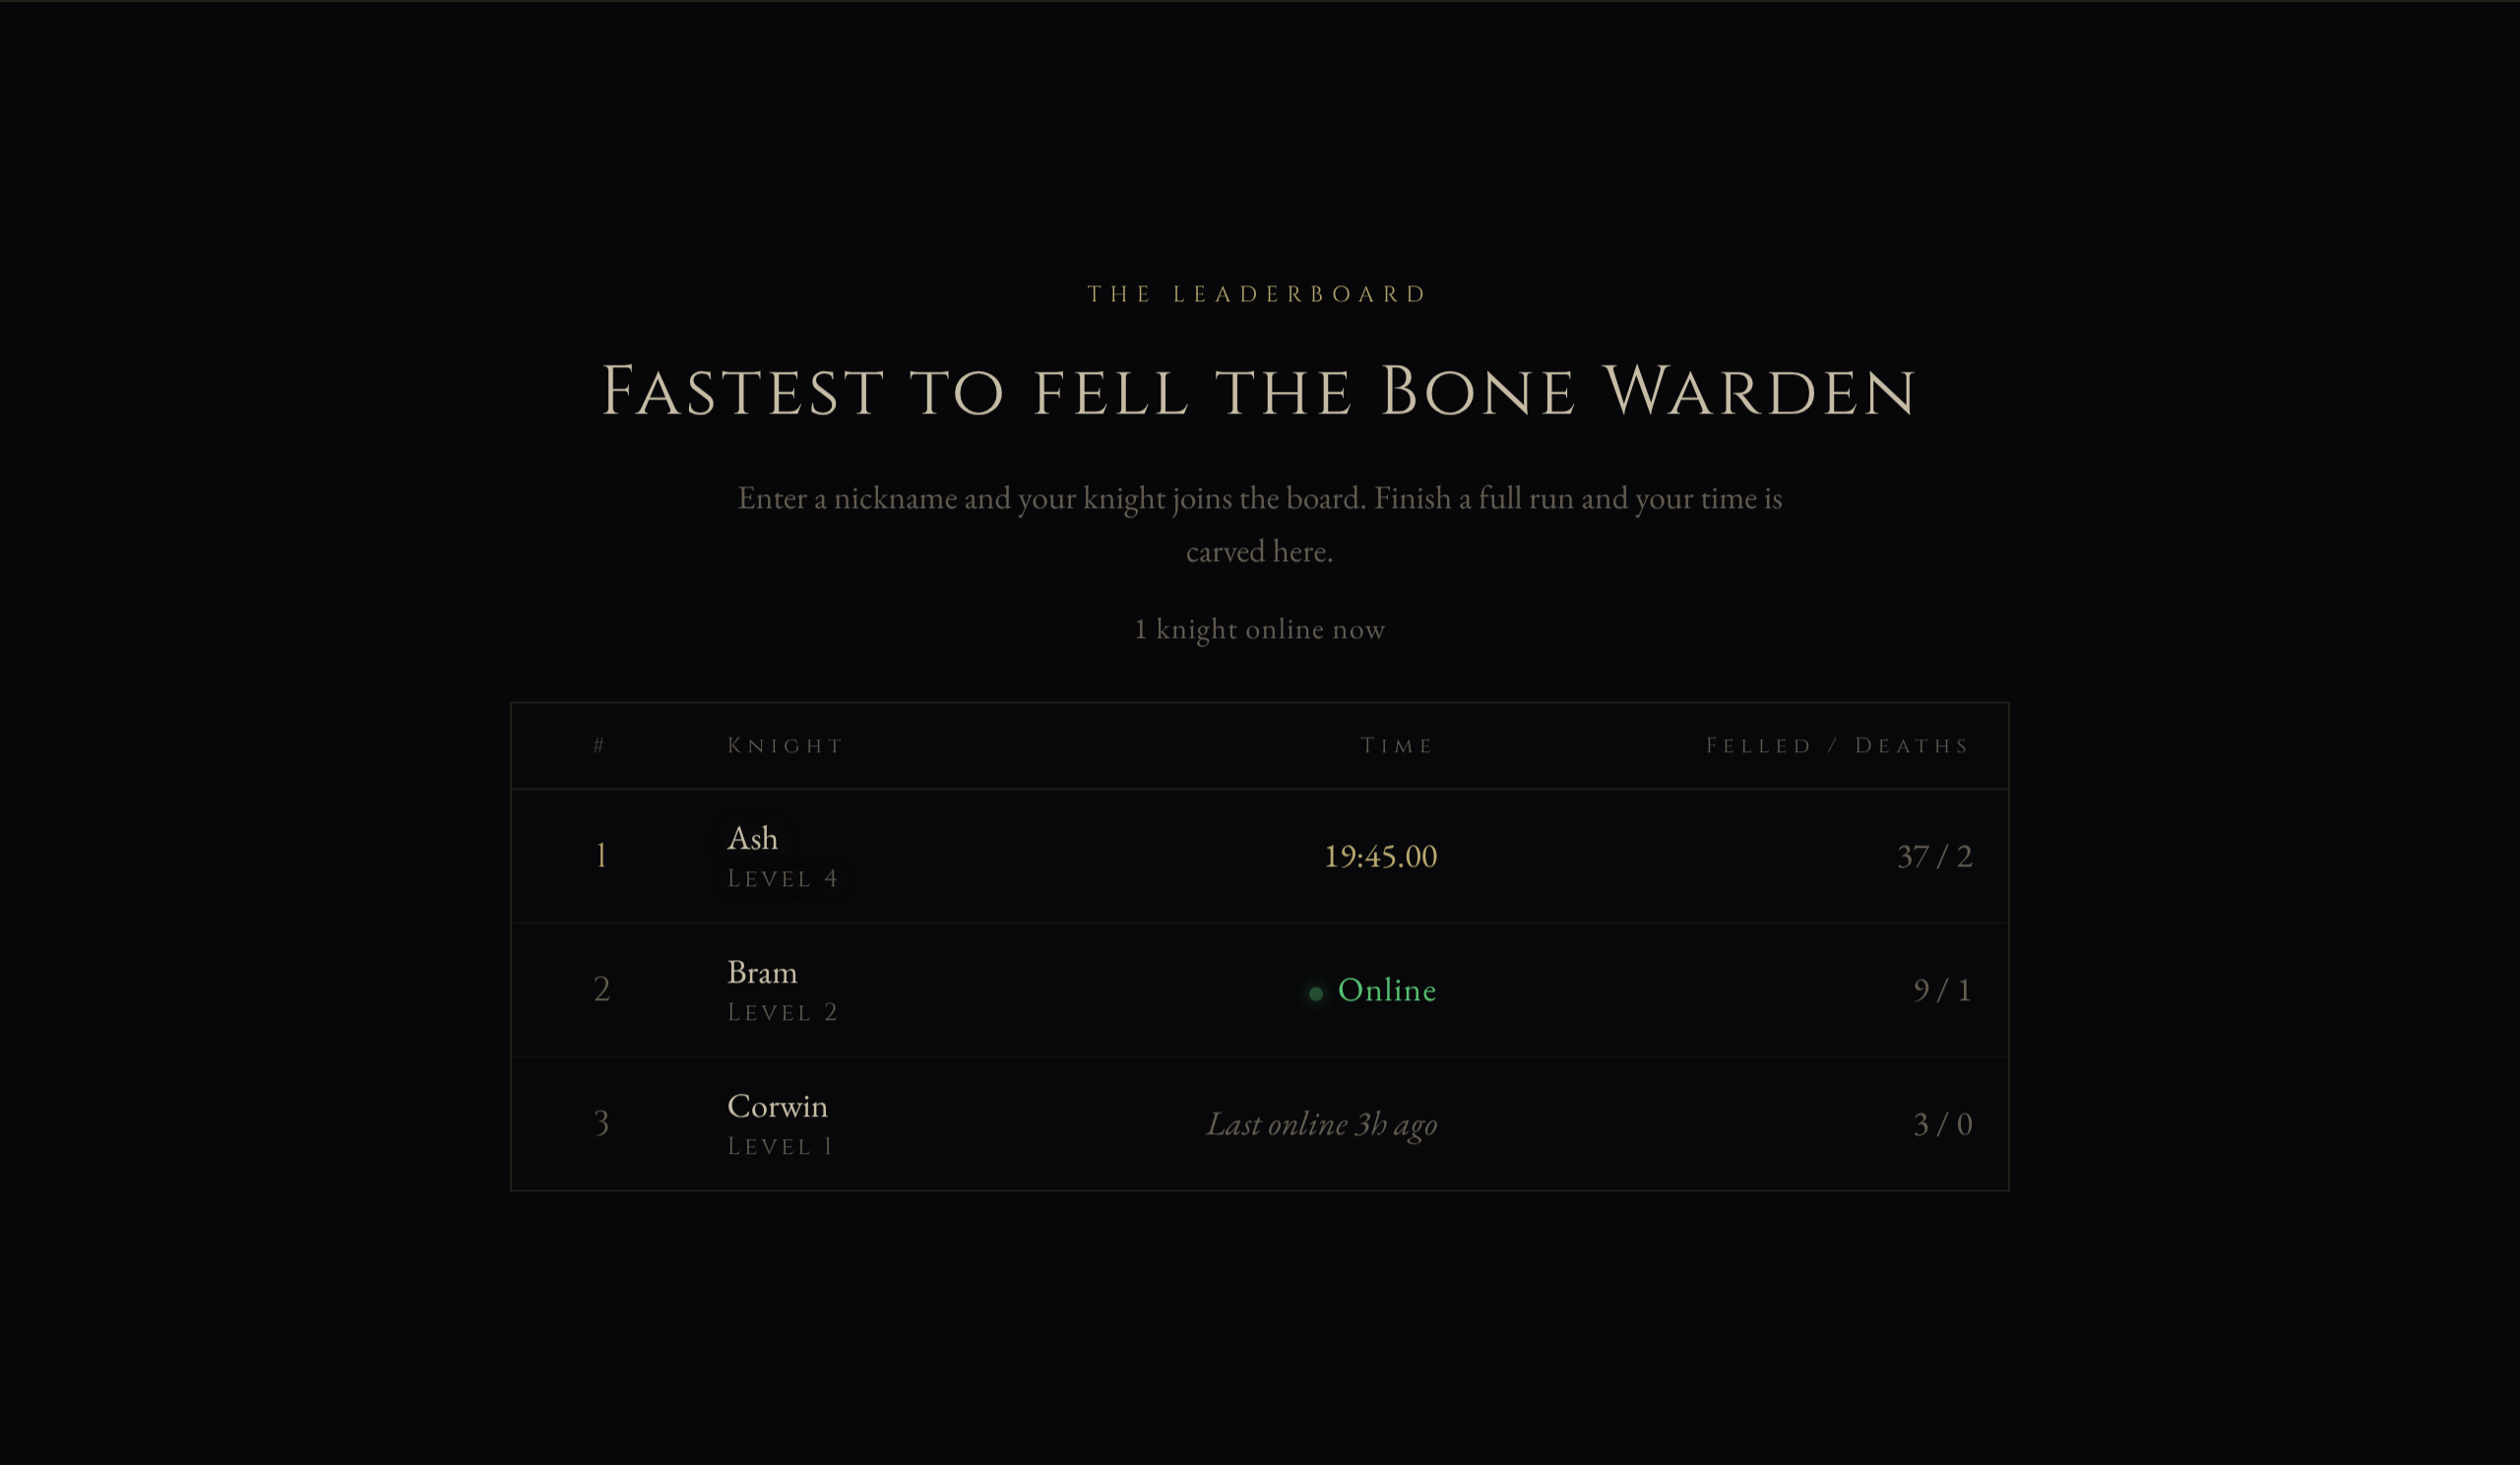 THE LEADERBOARD
Fastest to fell the Bone Warden
Enter a nickname and your knight joins the board. Finish a full run and your time is
carved here.
1 knight online now
# Knight Time Felled / Deaths
1 Ash 19:45.00 37 / 2
Level 4
2 Bram Online 9 / 1
Level 2
3 Corwin Last online 3h ago 3 / 0
Level 1